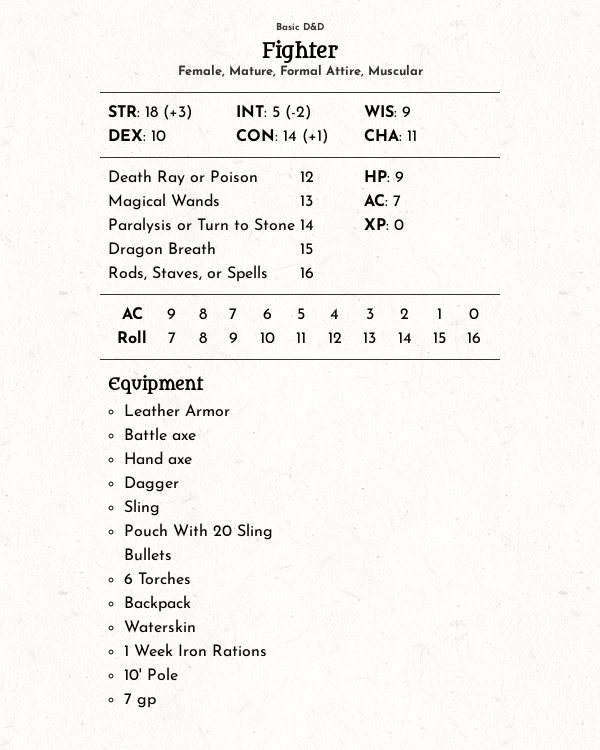 Basic D&D
Fighter
Female, Mature, Formal Attire, Muscular
STR: 18 (+3) INT: 5 (-2) WIS: 9
DEX: 10 CON: 14 (+1) CHA: 11
Death Ray or Poison 12 HP: 9
Magical Wands 13 AC: 7
Paralysis or Turn to Stone 14 XP: 0
Dragon Breath 15
Rods, Staves, or Spells 16
AC 9 8 7 6 5 4 3 2 1 0
Roll 7 8 9 10 11 12 13 14 15 16
Equipment
Leather Armor
Battle axe
Hand axe
Dagger
Sling
Pouch With 20 Sling
Bullets
6 Torches
Backpack
Waterskin
1 Week Iron Rations
10' Pole
7 gp